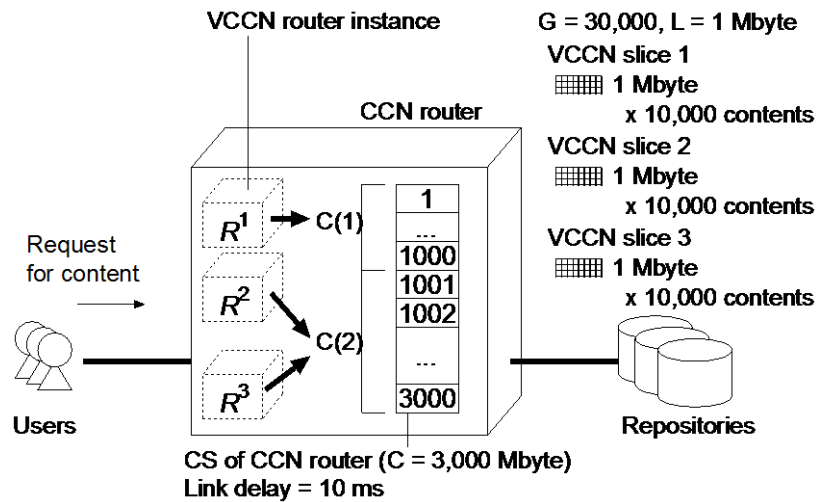 VCCN router instance
G = 30,000, L = 1 Mbyte
VCCN slice 1
1 Mbyte
x 10,000 contents
VCCN slice 2
1 Mbyte
x 10,000 contents
VCCN slice 3
1 Mbyte
x 10,000 contents
CCN router
R1
C(1)
1
...
1000
1001
1002
...
3000
R2
C(2)
R3
Request
for content
Users
Repositories
CS of CCN router (C = 3,000 Mbyte)
Link delay = 10 ms